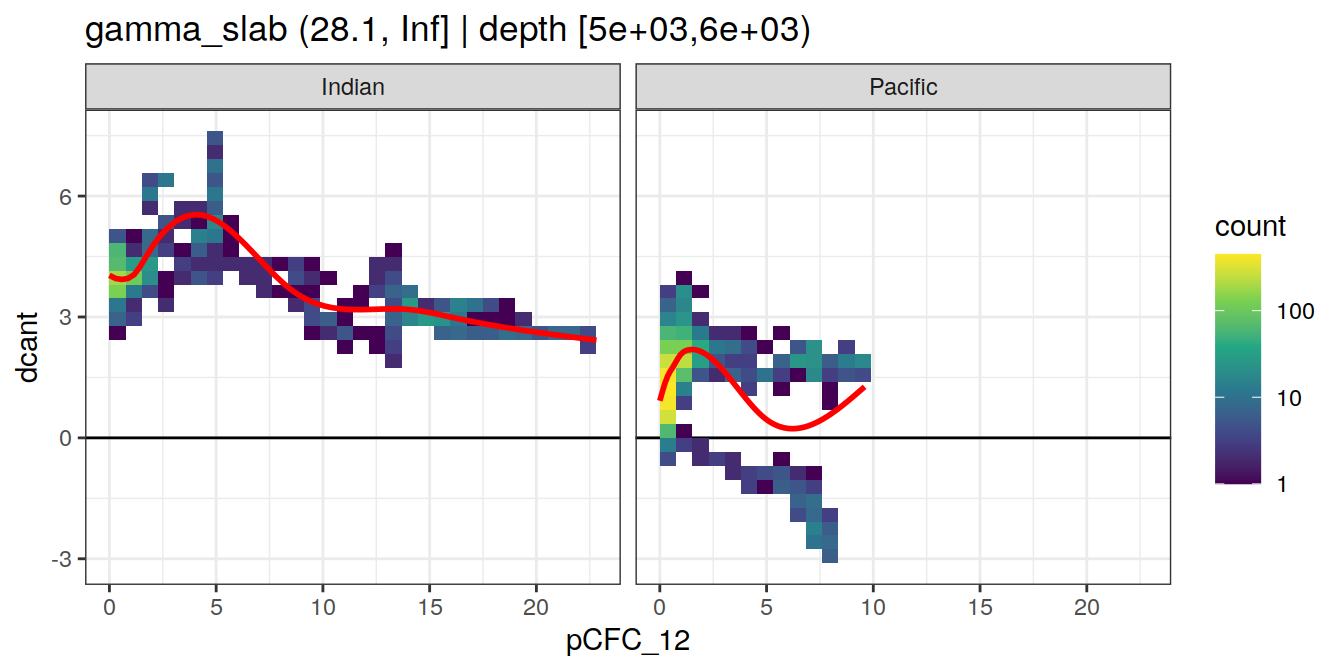 gamma_slab (28.1, Inf] | depth [5e+03,6e+03)
Indian
Pacific
dcant
6
3
0
-3
0 5 10 15 20
0 5 10 15 20
pCFC_12
count
100
10
1